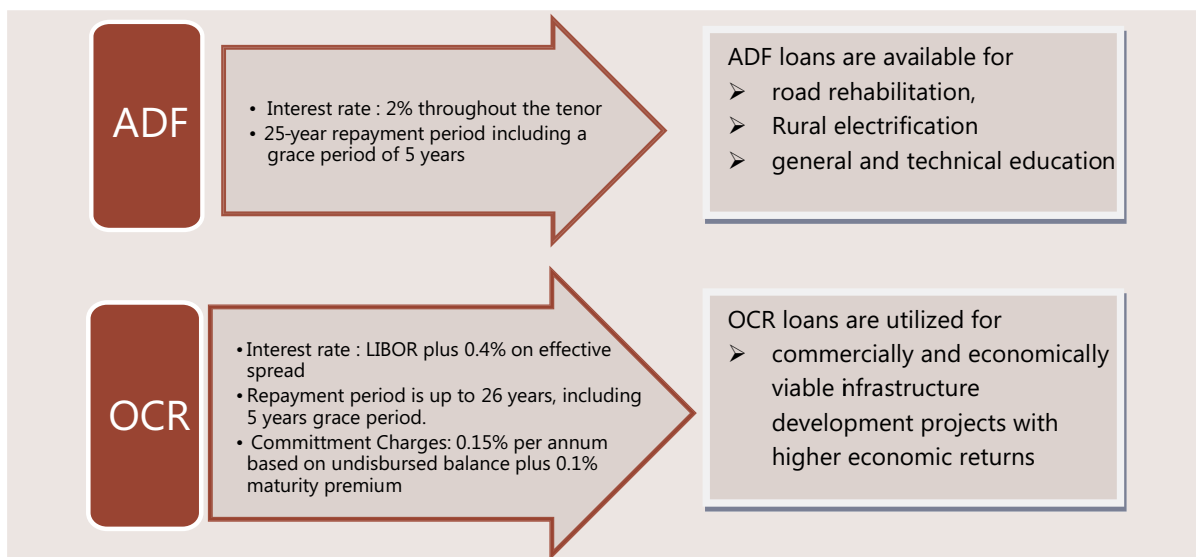 ADF
• Interest rate : 2% throughout the tenor
• 25-year repayment period including a
grace period of 5 years
ADF loans are available for
➢ road rehabilitation,
➢ Rural electrification
➢ general and technical education
OCR
• Interest rate : LIBOR plus 0.4% on effective
spread
• Repayment period is up to 26 years, including
5 years grace period.
• Committment Charges: 0.15% per annum
based on undisbursed balance plus 0.1%
maturity premium
OCR loans are utilized for
➢ commercially and economically
viable infrastructure
development projects with
higher economic returns